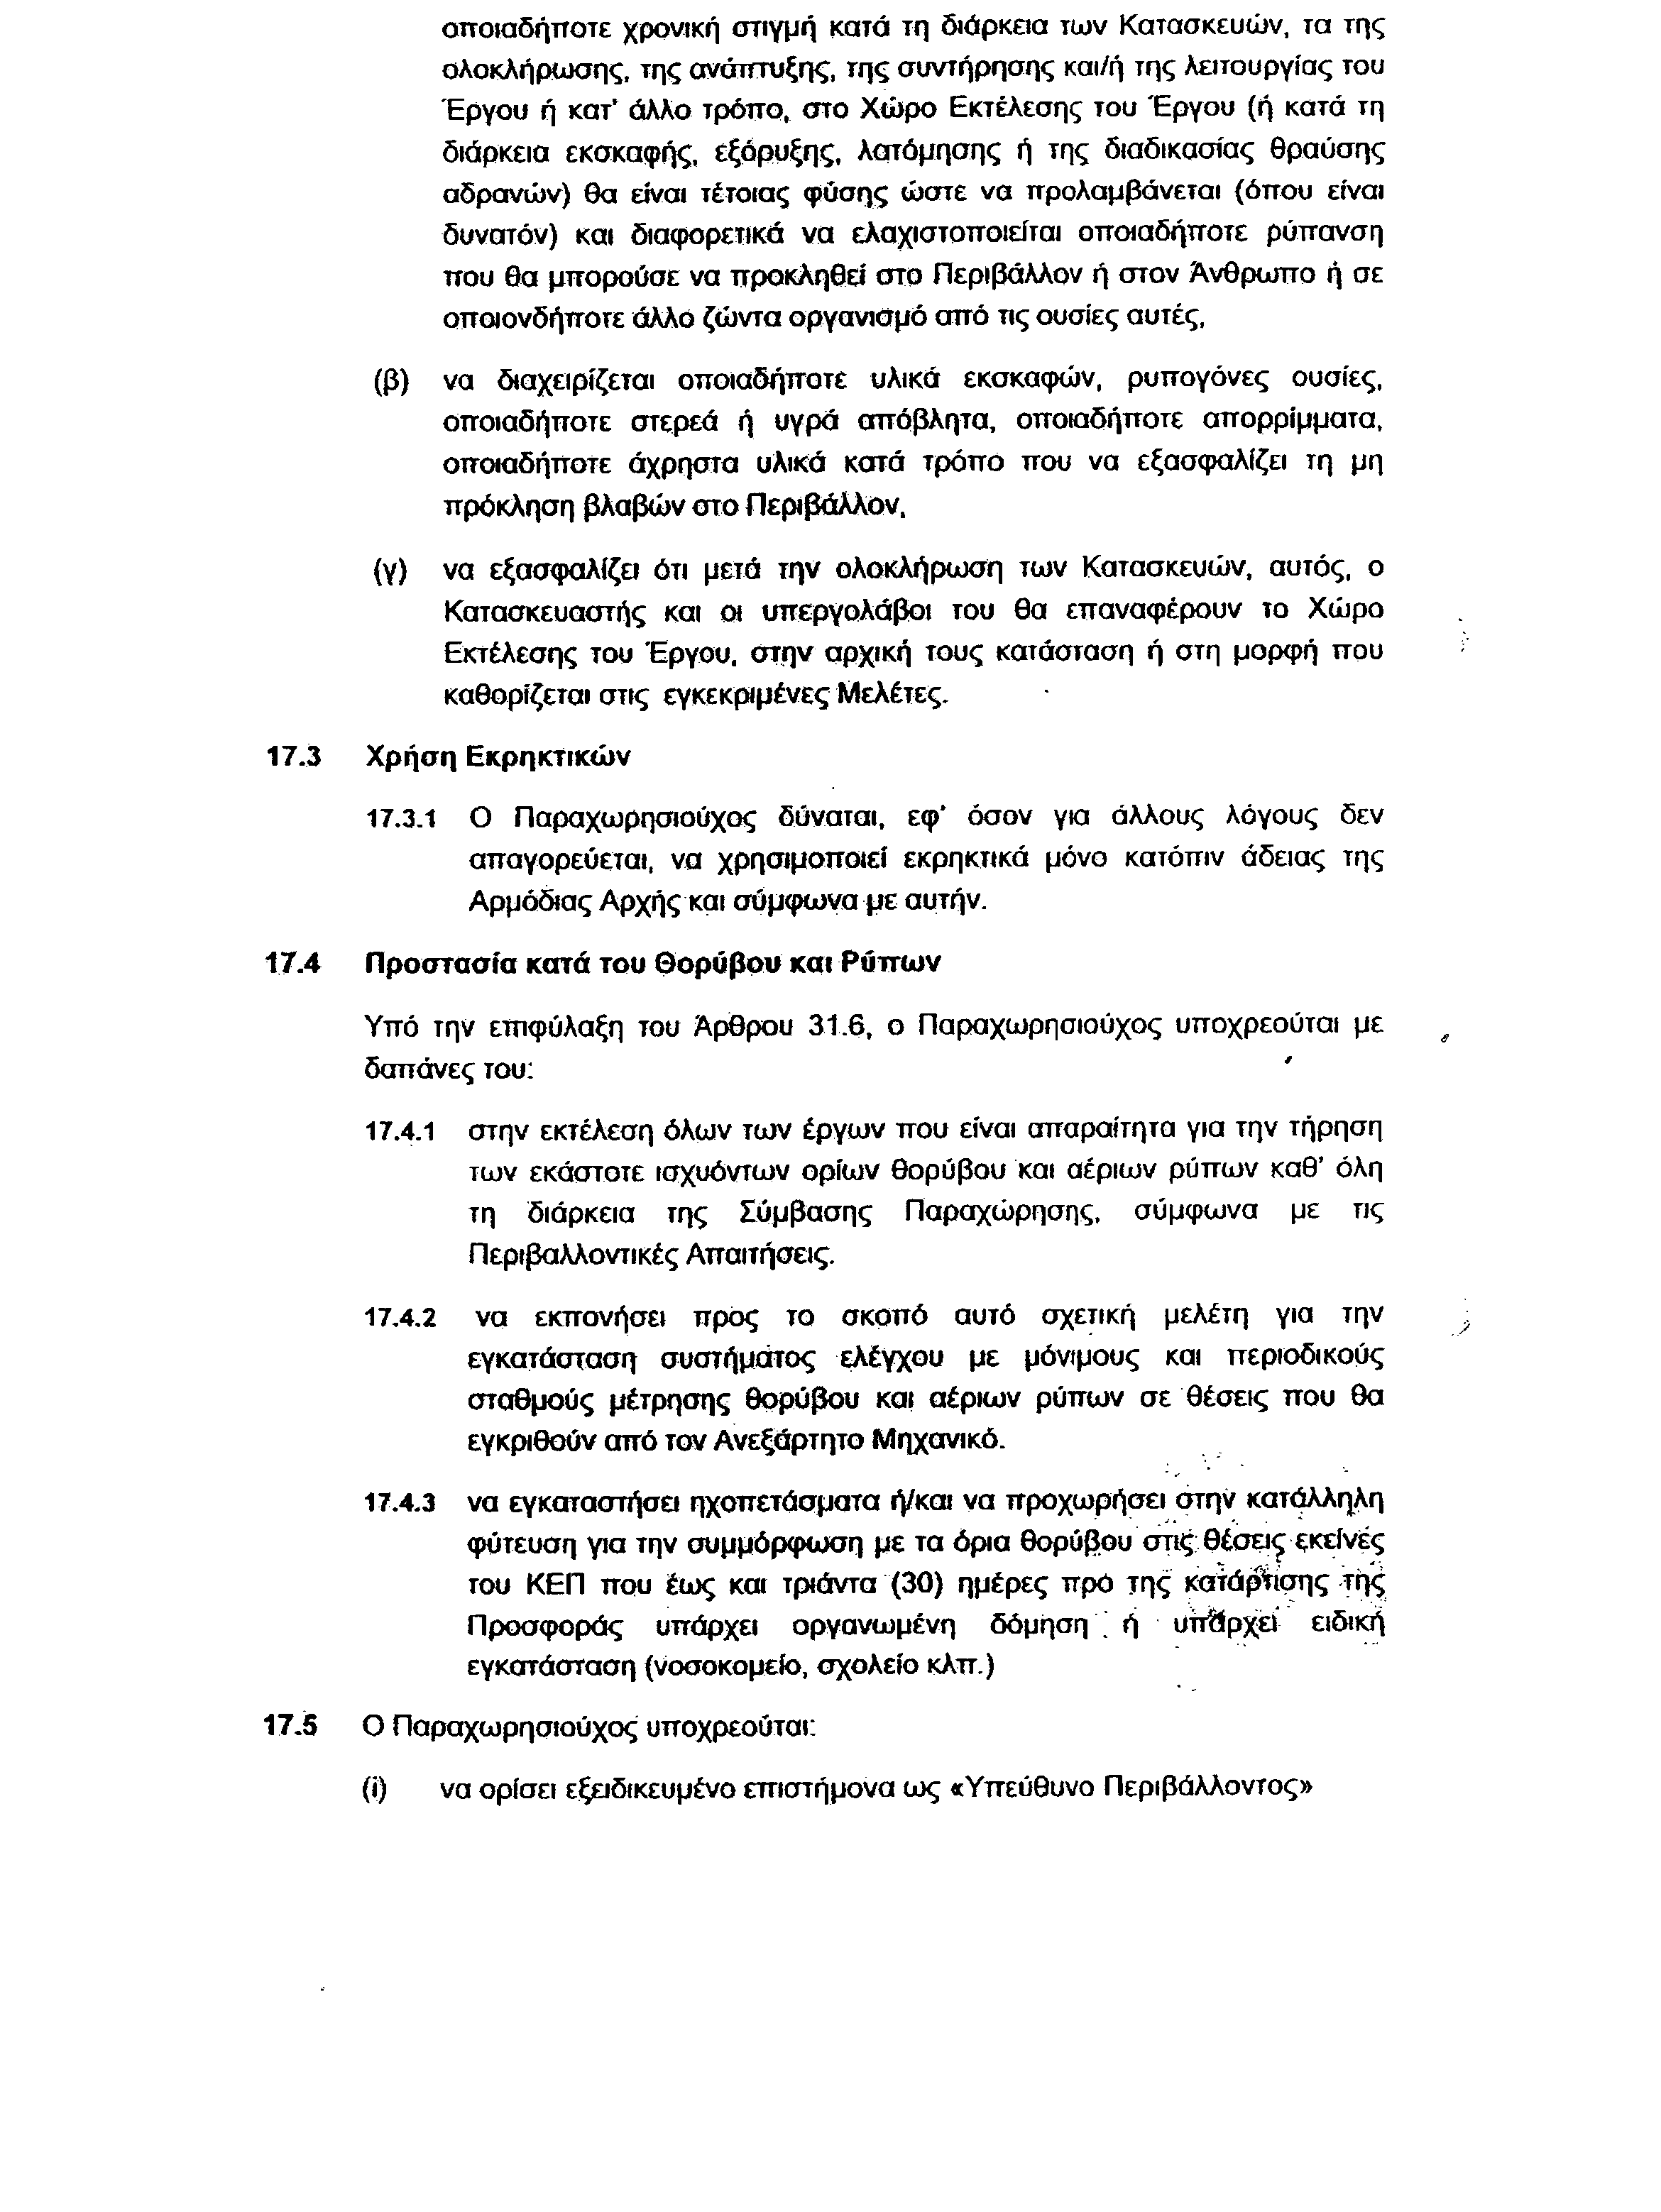 οποιαδήποτε χρονική στιγμή κατά τη διάρκεια των Κατασκευών, τα της
ολοκλήρωσης, της ανάπτυξης, της συντήρησης και/ή της λειτουργίας του
Έργου ή κατ' άλλο τρόπο, στο Χώρο Εκτέλεσης του Έργου (ή κατά τη
διάρκεια εκσκαφής, εξόρυξης, λατόμησης ή της διαδικασίας θραύσης
αδρανών) θα είναι τέτοιας φύσης ώστε να προλαμβάνεται (όπου είναι
δυνατόν) και διαφορετικά να ελαχιστοποιείται οποιαδήποτε ρύπανση
που θα μπορούσε να προκληθεί στο Περιβάλλον ή στον Άνθρωπο ή σε
οποιονδήποτε άλλο ζώντα οργανισμό από τις ουσίες αυτές,
(β) να διαχειρίζεται οποιαδήποτε υλικά εκσκαφών, ρυπογόνες ουσίες,
οποιαδήποτε στερεά ή υγρά απόβλητα, οποιαδήποτε απορρίμματα,
οποιαδήποτε άχρηστα υλικά κατά τρόπο που να εξασφαλίζει τη μη
πρόκληση βλαβών στο Περιβάλλον,
(γ) να εξασφαλίζει ότι μετά την ολοκλήρωση των Κατασκευών, αυτός, ο
Κατασκευαστής και οι υπεργολάβοι του θα επαναφέρουν το Χώρο
Εκτέλεσης του Έργου, στην αρχική τους κατάσταση ή στη μορφή που
καθορίζεται στις εγκεκριμένες Μελέτες.
17.3 Χρήση Εκρηκτικών
17.3.1 Ο Παραχωρησιούχος δύναται, εφ' όσον για άλλους λόγους δεν
απαγορεύεται, να χρησιμοποιεί εκρηκτικά μόνο κατόπιν άδειας της
Αρμόδιας Αρχής και σύμφωνα με αυτήν.
17.4 Προστασία κατά του Θορύβου και Ρύπων
Υπό την επιφύλαξη του Άρθρου 31.6, ο Παραχωρησιούχος υποχρεούται με
δαπάνες του:
17.4.1 στην εκτέλεση όλων των έργων που είναι απαραίτητα για την τήρηση
των εκάστοτε ισχυόντων ορίων θορύβου και αέριων ρύπων καθ' όλη
τη διάρκεια της Σύμβασης Παραχώρησης, σύμφωνα με τις
Περιβαλλοντικές Απαιτήσεις.
17.4.2 να εκπονήσει προς το σκοπό αυτό σχετική μελέτη για την
εγκατάσταση συστήματος ελέγχου με μόνιμους και περιοδικούς
σταθμούς μέτρησης θορύβου και αέριων ρύπων σε θέσεις που θα
εγκριθούν από τον Ανεξάρτητο Μηχανικό.
17.4.3 να εγκαταστήσει ηχοπετάσματα ή/και να προχωρήσει στην κατάλληλη
φύτευση για την συμμόρφωση με τα όρια θορύβου στις θέσεις εκείνες
του ΚΕΠ που έως και τριάντα (30) ημέρες προ της κατάρτισης της
Προσφοράς υπάρχει οργανωμένη δόμηση ή υπάρχει ειδική
εγκατάσταση (νοσοκομείο, σχολείο κλπ.)
17.5 Ο Παραχωρησιούχος υποχρεούται:
(i) να ορίσει εξειδικευμένο επιστήμονα ως «Υπεύθυνο Περιβάλλοντος»